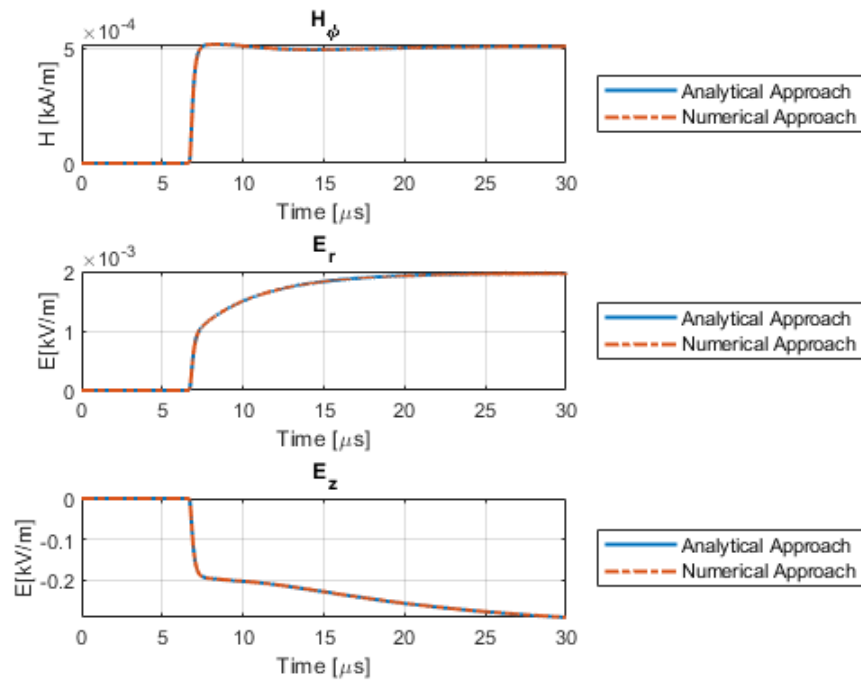 ×10⁻⁴
H_ϕ
5
0
H [kA/m]
0 5 10 15 20 25 30
Time [μs]
Analytical Approach
Numerical Approach
×10⁻³
E_r
2
1
0
E[kV/m]
0 5 10 15 20 25 30
Time [μs]
Analytical Approach
Numerical Approach
E_z
0
-0.1
-0.2
E[kV/m]
0 5 10 15 20 25 30
Time [μs]
Analytical Approach
Numerical Approach